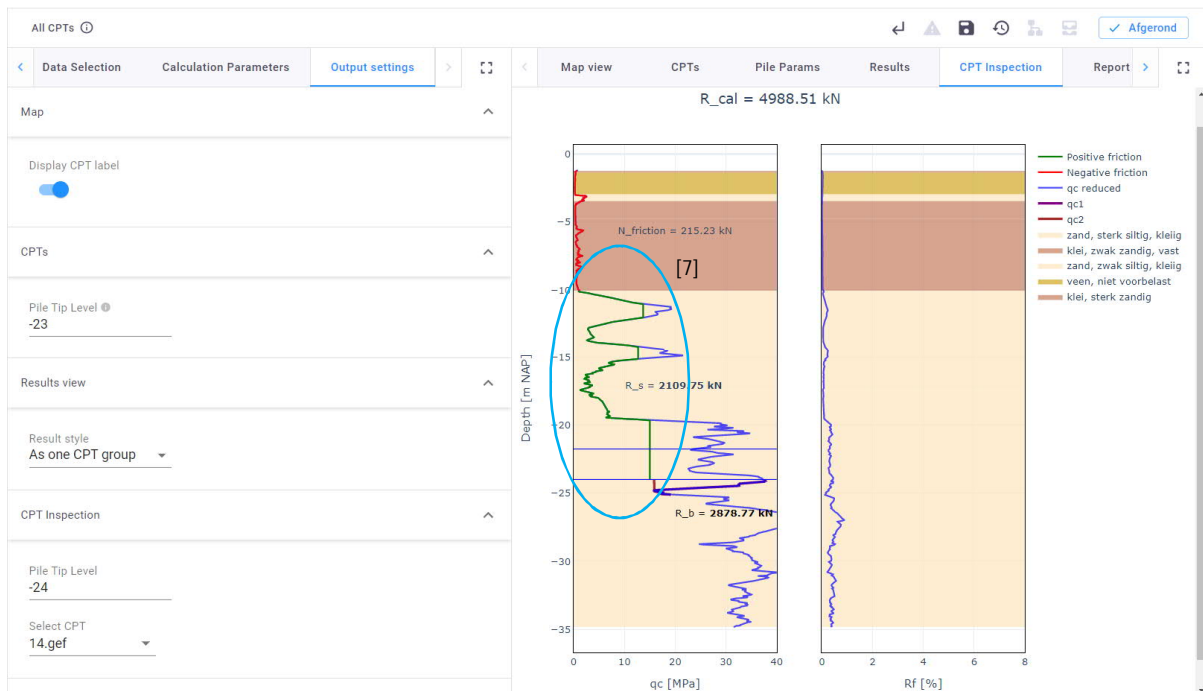 All CPTs
Afgerond
Data Selection
Calculation Parameters
Output settings
Map view
CPTs
Pile Params
Results
CPT Inspection
Report
Map
Display CPT label
CPTs
Pile Tip Level
-23
Results view
Result style
As one CPT group
CPT Inspection
Pile Tip Level
-24
Select CPT
14.gef
R_cal = 4988.51 kN
Depth [m NAP]
0
−5
−10
−15
−20
−25
−30
−35
N_friction = 215.23 kN
[7]
R_s = 2109.75 kN
R_b = 2878.77 kN
0
10
20
30
40
qc [MPa]
0
2
4
6
8
Rf [%]
Positive friction
Negative friction
qc reduced
qc1
qc2
zand, sterk siltig, kleiig
klei, zwak zandig, vast
zand, zwak siltig, kleiig
veen, niet voorbelast
klei, sterk zandig